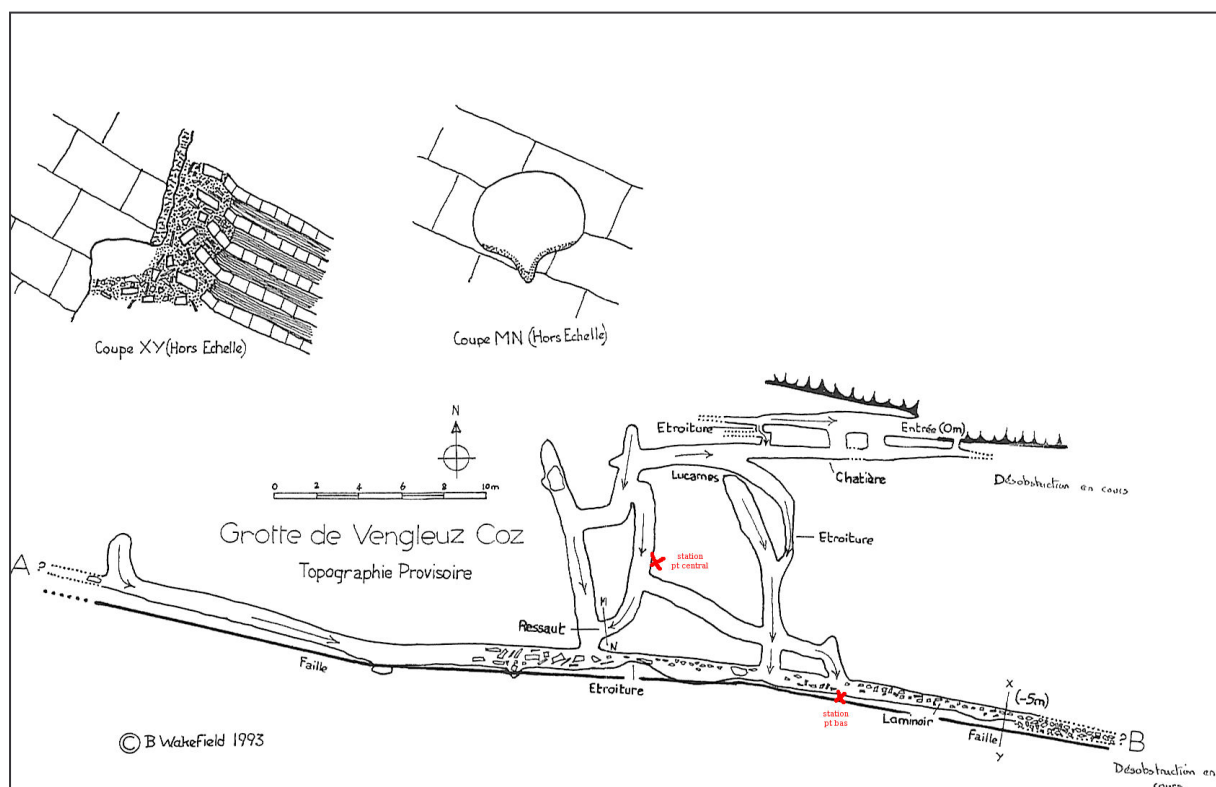 Coupe XY (Hors Echelle)
Coupe MN (Hors Echelle)
N
0 2 4 6 8 10m
Grotte de Vengleuz Coz
Topographie Provisoire
Etroiture
Entrée (0m)
Lucarnes
Chatière
Désobstruction en cours
Etroiture
station
pt central
A ?
M
Ressaut
N
Faille
Etroiture
X
(-5m)
Laminoir
station
pt bas
Faille
Y
? B
Désobstruction en
cours
© B Wakefield 1993